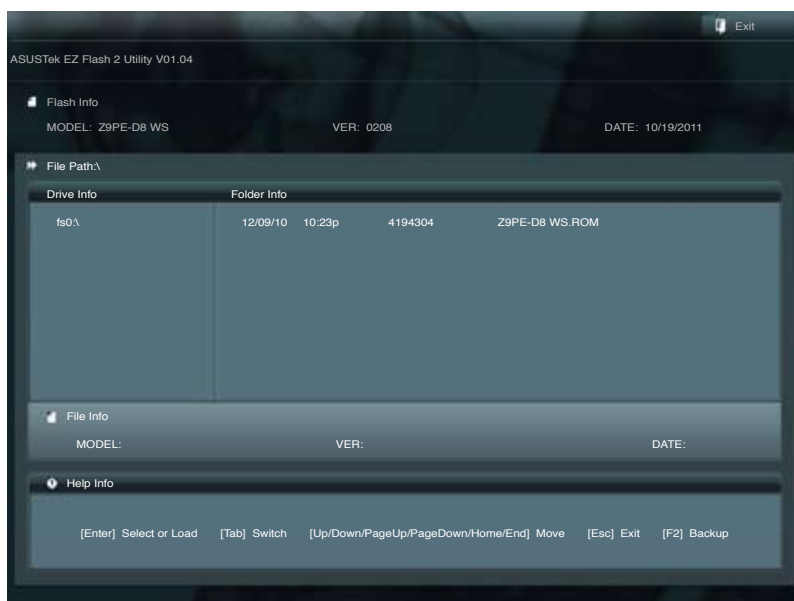 Exit
ASUSTek EZ Flash 2 Utility V01.04
Flash Info
MODEL: Z9PE-D8 WS VER: 0208 DATE: 10/19/2011
File Path:\
Drive Info Folder Info
fs0:\ 12/09/10 10:23p 4194304 Z9PE-D8 WS.ROM
File Info
MODEL: VER: DATE:
Help Info
[Enter] Select or Load [Tab] Switch [Up/Down/PageUp/PageDown/Home/End] Move [Esc] Exit [F2] Backup